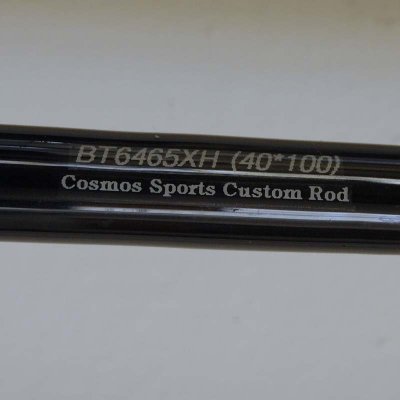 BT6465XH (40*100)
Cosmos Sports Custom Rod